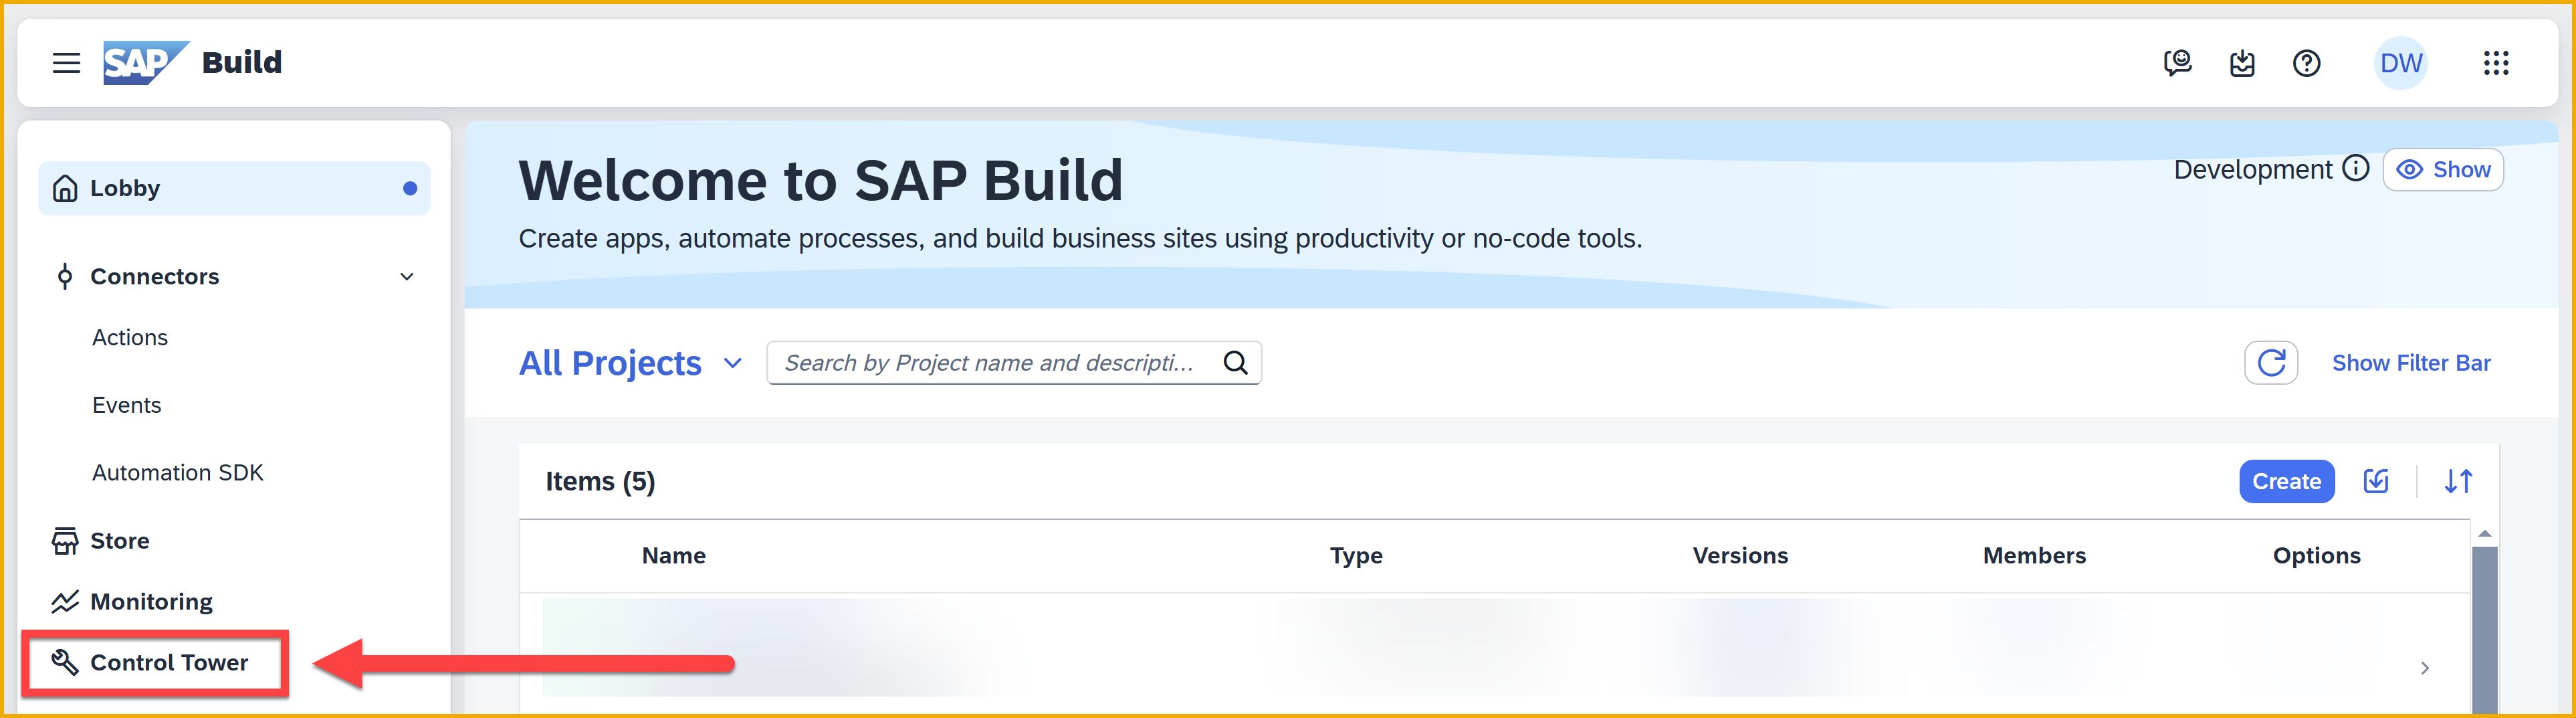 SAP Build
DW
Lobby
Connectors
Actions
Events
Automation SDK
Store
Monitoring
Control Tower
Welcome to SAP Build
Development
Show
Create apps, automate processes, and build business sites using productivity or no-code tools.
All Projects
Search by Project name and descripti...
Show Filter Bar
Items (5)
Create
Name Type Versions Members Options